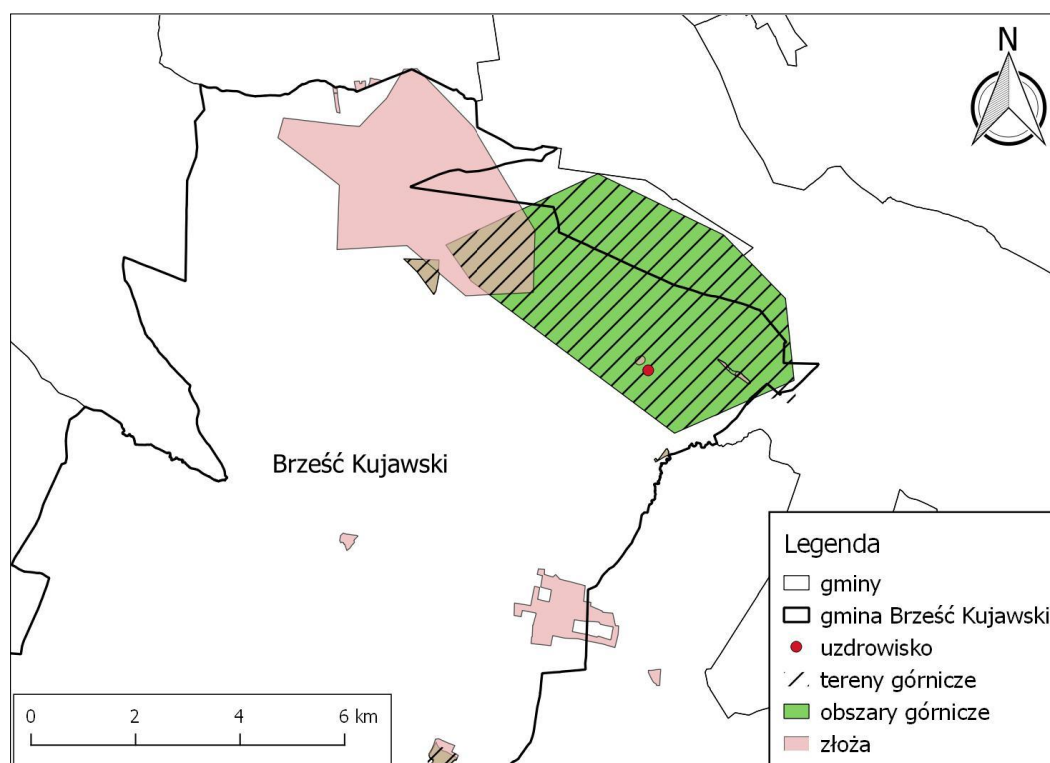 N
Brześć Kujawski
Legenda
gminy
gmina Brześć Kujawski
uzdrowisko
tereny górnicze
obszary górnicze
złoża
0 2 4 6 km